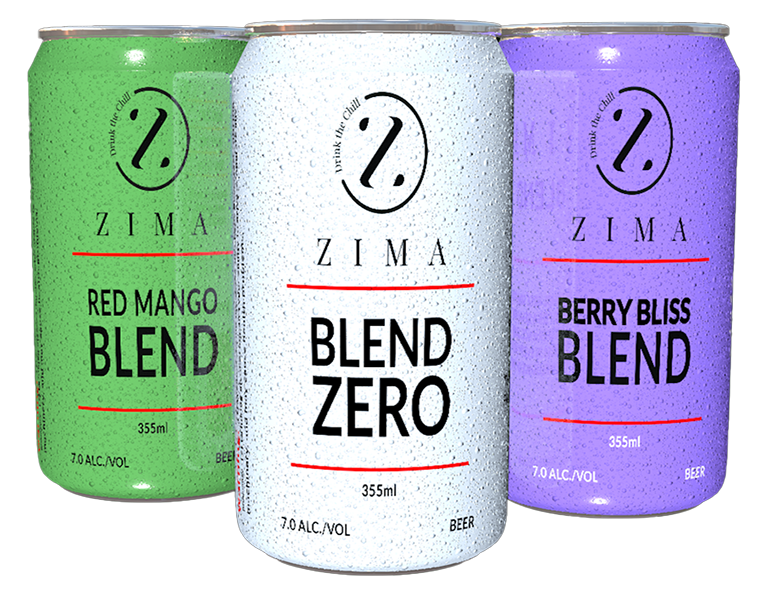 Drink the Chill
Z
ZIMA
RED MANGO
BLEND
355ml
7.0 ALC./VOL
Drink the Chill
Z
ZIMA
BLEND
ZERO
355ml
7.0 ALC./VOL
BEER
Drink the Chill
Z
ZIMA
BERRY BLISS
BLEND
355ml
7.0 ALC./VOL
BEER